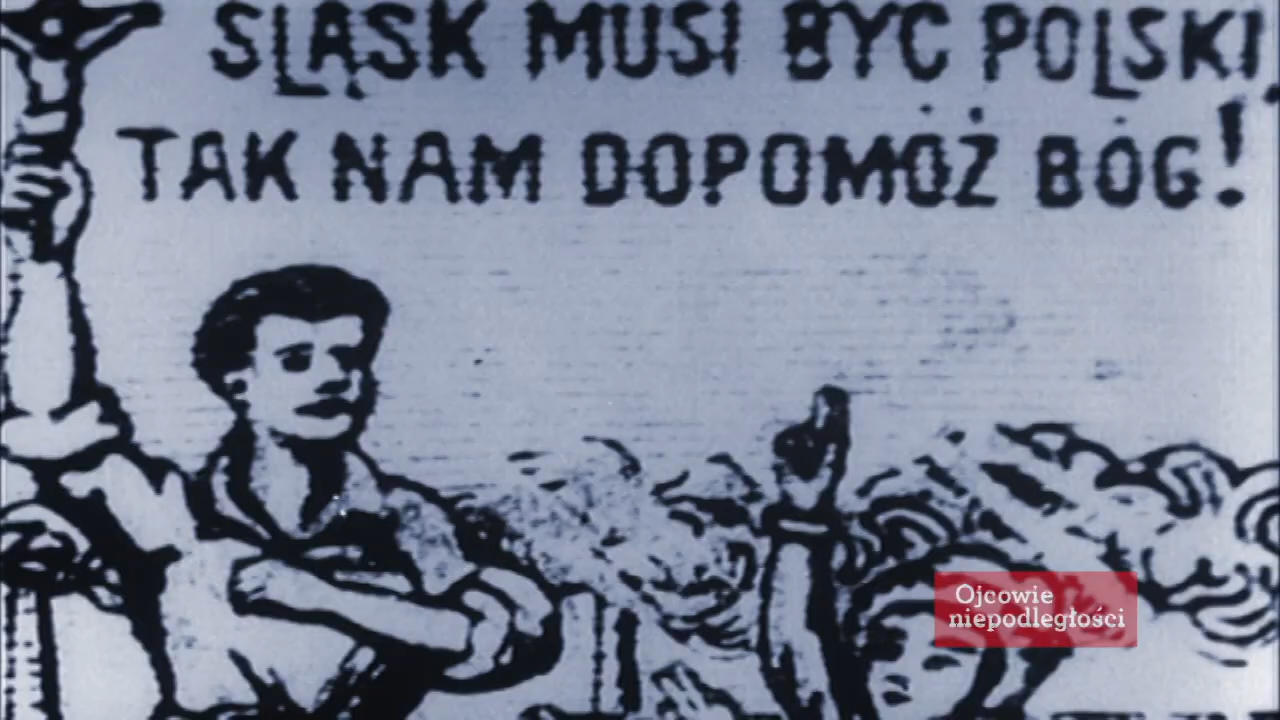 SLĄSK MUSI BYC POLSKI,
TAK NAM DOPOMÓŻ BÓG!
Ojcowie
niepodległości